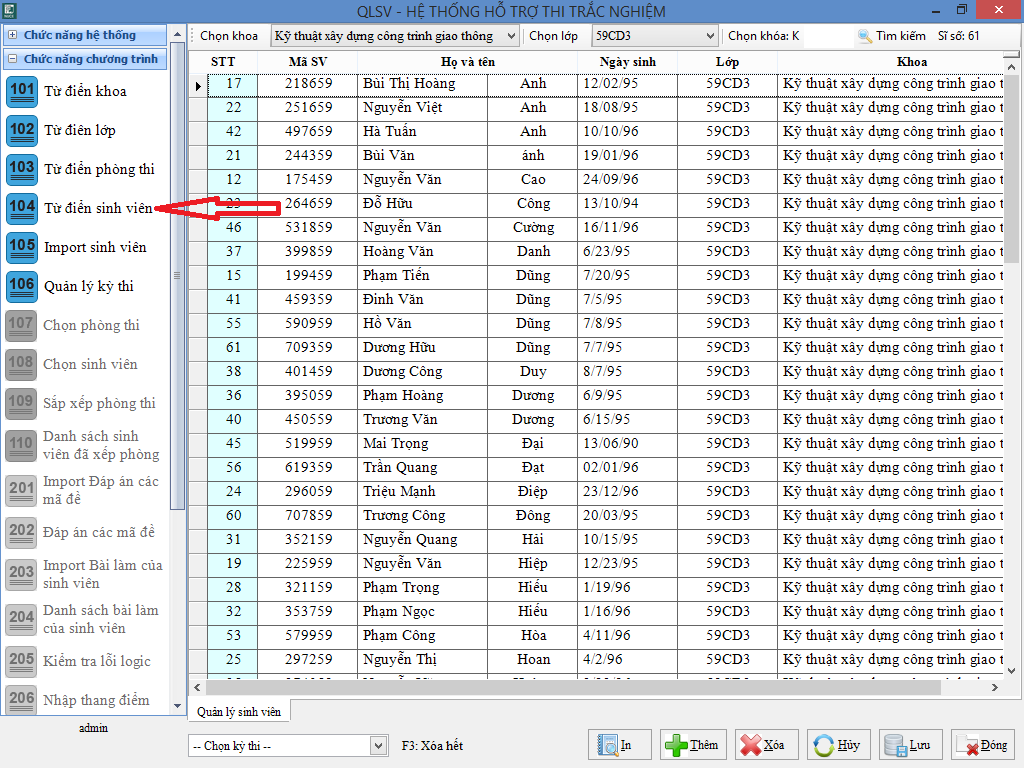 QLSV - HỆ THỐNG HỖ TRỢ THI TRẮC NGHIỆM
Chức năng hệ thống
Chức năng chương trình
101 Từ điển khoa
102 Từ điên lớp
103 Từ điển phòng thi
104 Từ điển sinh viên
105 Import sinh viên
106 Quản lý kỳ thi
107 Chọn phòng thi
108 Chọn sinh viên
109 Sắp xếp phòng thi
110 Danh sách sinh
viên đã xếp phòng
201 Import Đáp án các
mã đề
202 Đáp án các mã đề
203 Import Bài làm của
sinh viên
204 Danh sách bài làm
của sinh viên
205 Kiểm tra lỗi logic
206 Nhập thang điểm
admin
Chọn khoa Kỹ thuật xây dựng công trình giao thông Chọn lớp 59CD3 Chọn khóa: K Tìm kiếm Sĩ số: 61
STT Mã SV Họ và tên Ngày sinh Lớp Khoa
17 218659 Bùi Thị Hoàng Anh 12/02/95 59CD3 Kỹ thuật xây dựng công trình giao t
22 251659 Nguyễn Việt Anh 18/08/95 59CD3 Kỹ thuật xây dựng công trình giao t
42 497659 Hà Tuấn Anh 10/10/96 59CD3 Kỹ thuật xây dựng công trình giao t
21 244359 Bùi Văn ánh 19/01/96 59CD3 Kỹ thuật xây dựng công trình giao t
12 175459 Nguyễn Văn Cao 24/09/96 59CD3 Kỹ thuật xây dựng công trình giao t
23 264659 Đỗ Hữu Công 13/10/94 59CD3 Kỹ thuật xây dựng công trình giao t
46 531859 Nguyễn Văn Cường 16/11/96 59CD3 Kỹ thuật xây dựng công trình giao t
37 399859 Hoàng Văn Danh 6/23/95 59CD3 Kỹ thuật xây dựng công trình giao t
15 199459 Phạm Tiến Dũng 7/20/95 59CD3 Kỹ thuật xây dựng công trình giao t
41 459359 Đinh Văn Dũng 7/5/95 59CD3 Kỹ thuật xây dựng công trình giao t
55 590959 Hồ Văn Dũng 7/8/95 59CD3 Kỹ thuật xây dựng công trình giao t
61 709359 Dương Hữu Dũng 7/7/95 59CD3 Kỹ thuật xây dựng công trình giao t
38 401459 Dương Công Duy 8/7/95 59CD3 Kỹ thuật xây dựng công trình giao t
36 395059 Phạm Hoàng Dương 6/9/95 59CD3 Kỹ thuật xây dựng công trình giao t
40 450559 Trương Văn Dương 6/15/95 59CD3 Kỹ thuật xây dựng công trình giao t
45 519959 Mai Trọng Đại 13/06/90 59CD3 Kỹ thuật xây dựng công trình giao t
56 619359 Trần Quang Đạt 02/01/96 59CD3 Kỹ thuật xây dựng công trình giao t
24 296059 Triệu Mạnh Điệp 23/12/96 59CD3 Kỹ thuật xây dựng công trình giao t
60 707859 Trương Công Đông 20/03/95 59CD3 Kỹ thuật xây dựng công trình giao t
31 352159 Nguyễn Quang Hải 10/15/95 59CD3 Kỹ thuật xây dựng công trình giao t
19 225959 Nguyễn Văn Hiệp 12/23/95 59CD3 Kỹ thuật xây dựng công trình giao t
28 321159 Phạm Trọng Hiếu 1/19/96 59CD3 Kỹ thuật xây dựng công trình giao t
32 353759 Phạm Ngọc Hiếu 1/16/96 59CD3 Kỹ thuật xây dựng công trình giao t
53 579959 Phạm Công Hòa 4/11/96 59CD3 Kỹ thuật xây dựng công trình giao t
25 297259 Nguyễn Thị Hoan 4/2/96 59CD3 Kỹ thuật xây dựng công trình giao t
Quản lý sinh viên
-- Chọn kỳ thi -- F3: Xóa hết In Thêm Xóa Hủy Lưu Đóng